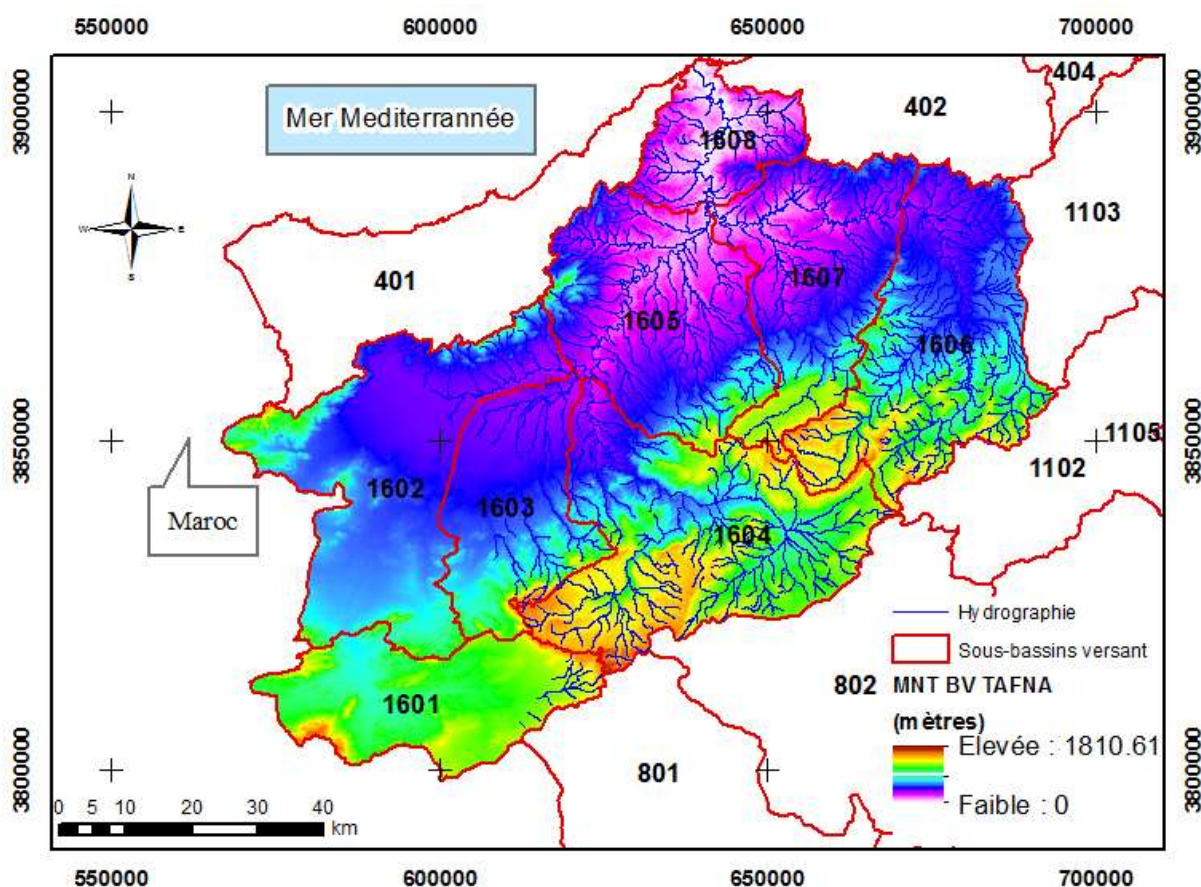 550000 600000 650000 700000
3900000
3900000
404
402
Mer Mediterrannée
1608
N
W E
S
1103
401
1607
1605
1606
3850000
3850000
1105
1602
1603
1102
Maroc
1604
Hydrographie
Sous-bassins versant
802
MNT BV TAFNA
(mètres)
1601
Elevée : 1810.61
801
Faible : 0
3800000
3800000
0 5 10 20 30 40
km
550000 600000 650000 700000